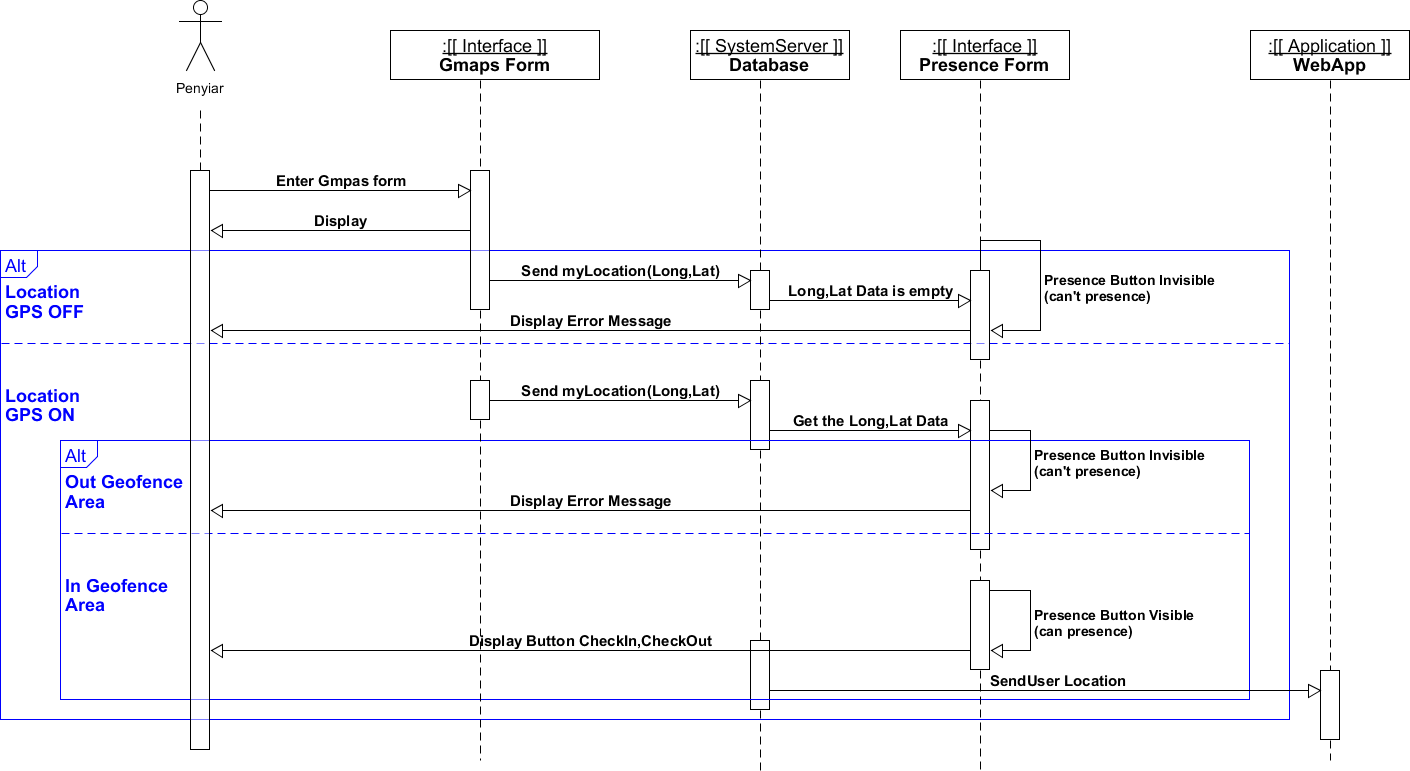 Penyiar
:[[ Interface ]]
Gmaps Form
:[[ SystemServer ]]
Database
:[[ Interface ]]
Presence Form
:[[ Application ]]
WebApp
Enter Gmpas form
Display
Alt
Location
GPS OFF
Send myLocation(Long,Lat)
Long,Lat Data is empty
Presence Button Invisible
(can't presence)
Display Error Message
Location
GPS ON
Send myLocation(Long,Lat)
Get the Long,Lat Data
Alt
Out Geofence
Area
Presence Button Invisible
(can't presence)
Display Error Message
In Geofence
Area
Presence Button Visible
(can presence)
Display Button CheckIn,CheckOut
SendUser Location